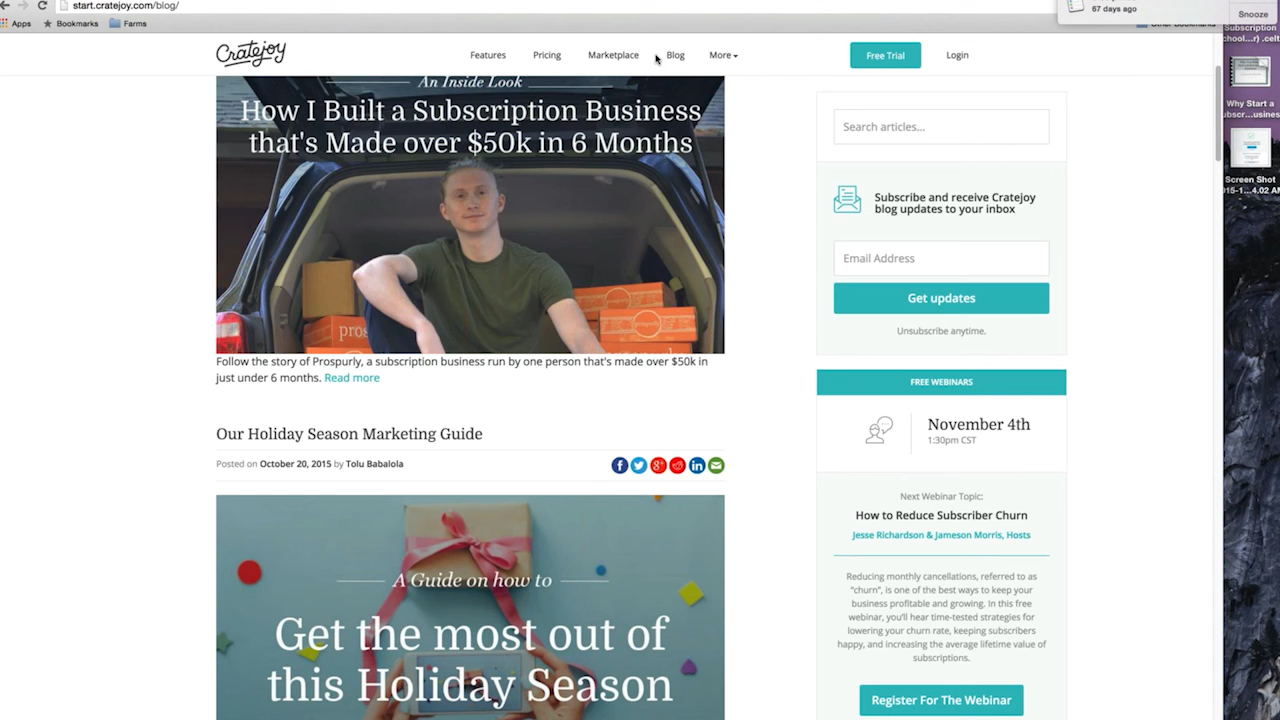 start.cratejoy.com/blog/
67 days ago
Snooze
Apps
Bookmarks
Farms
Other Bookmarks
Cratejoy
Features
Pricing
Marketplace
Blog
More
Free Trial
Login
An Inside Look
How I Built a Subscription Business
that's Made over $50k in 6 Months
pros
prosperly
Follow the story of Prospurly, a subscription business run by one person that's made over $50k in
just under 6 months. Read more
Our Holiday Season Marketing Guide
Posted on October 20, 2015 by Tolu Babalola
A Guide on how to
Get the most out of
this Holiday Season
Search articles...
Subscribe and receive Cratejoy
blog updates to your inbox
Email Address
Get updates
Unsubscribe anytime.
FREE WEBINARS
November 4th
1:30pm CST
Next Webinar Topic:
How to Reduce Subscriber Churn
Jesse Richardson & Jameson Morris, Hosts
Reducing monthly cancellations, referred to as
"churn", is one of the best ways to keep your
business profitable and growing. In this free
webinar, you'll hear time-tested strategies for
lowering your churn rate, keeping subscribers
happy, and increasing the average lifetime value of
subscriptions.
Register For The Webinar
Subscription
chool...r) .celt
Why Start a
ubscr...usines
Screen Shot
015-1...4.02 AM